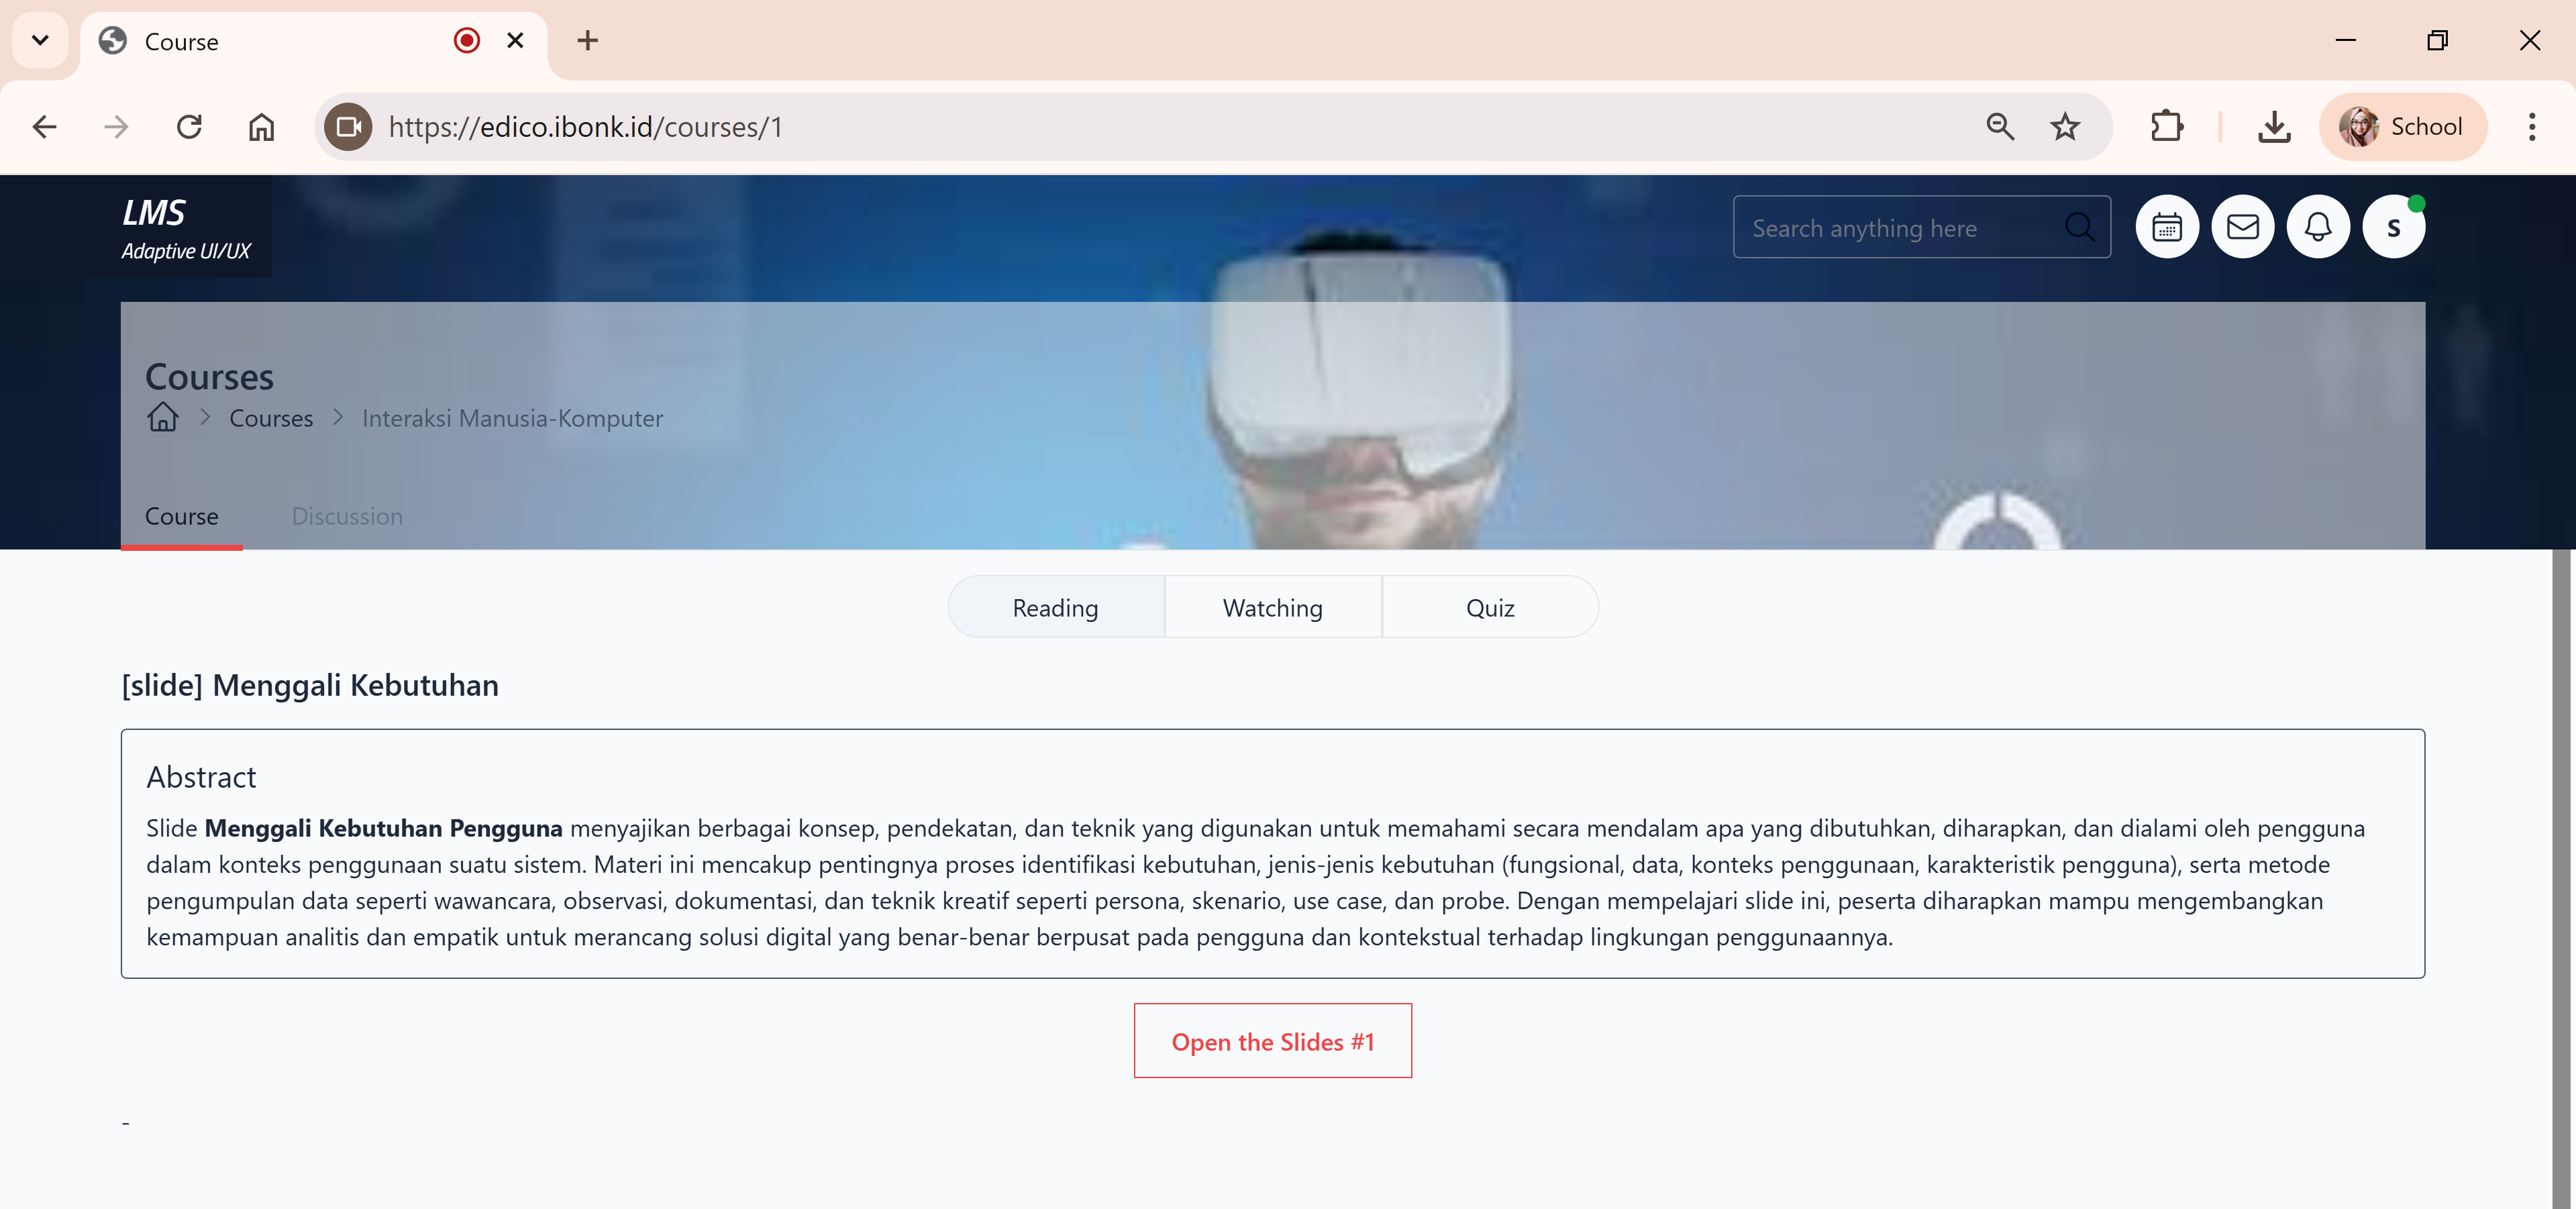 Course
https://edico.ibonk.id/courses/1
School
LMS
Adaptive UI/UX
Search anything here
S
Courses
Courses
Interaksi Manusia-Komputer
Course
Discussion
Reading
Watching
Quiz
[slide] Menggali Kebutuhan
Abstract
Slide Menggali Kebutuhan Pengguna menyajikan berbagai konsep, pendekatan, dan teknik yang digunakan untuk memahami secara mendalam apa yang dibutuhkan, diharapkan, dan dialami oleh pengguna
dalam konteks penggunaan suatu sistem. Materi ini mencakup pentingnya proses identifikasi kebutuhan, jenis-jenis kebutuhan (fungsional, data, konteks penggunaan, karakteristik pengguna), serta metode
pengumpulan data seperti wawancara, observasi, dokumentasi, dan teknik kreatif seperti persona, skenario, use case, dan probe. Dengan mempelajari slide ini, peserta diharapkan mampu mengembangkan
kemampuan analitis dan empatik untuk merancang solusi digital yang benar-benar berpusat pada pengguna dan kontekstual terhadap lingkungan penggunaannya.
Open the Slides #1
-